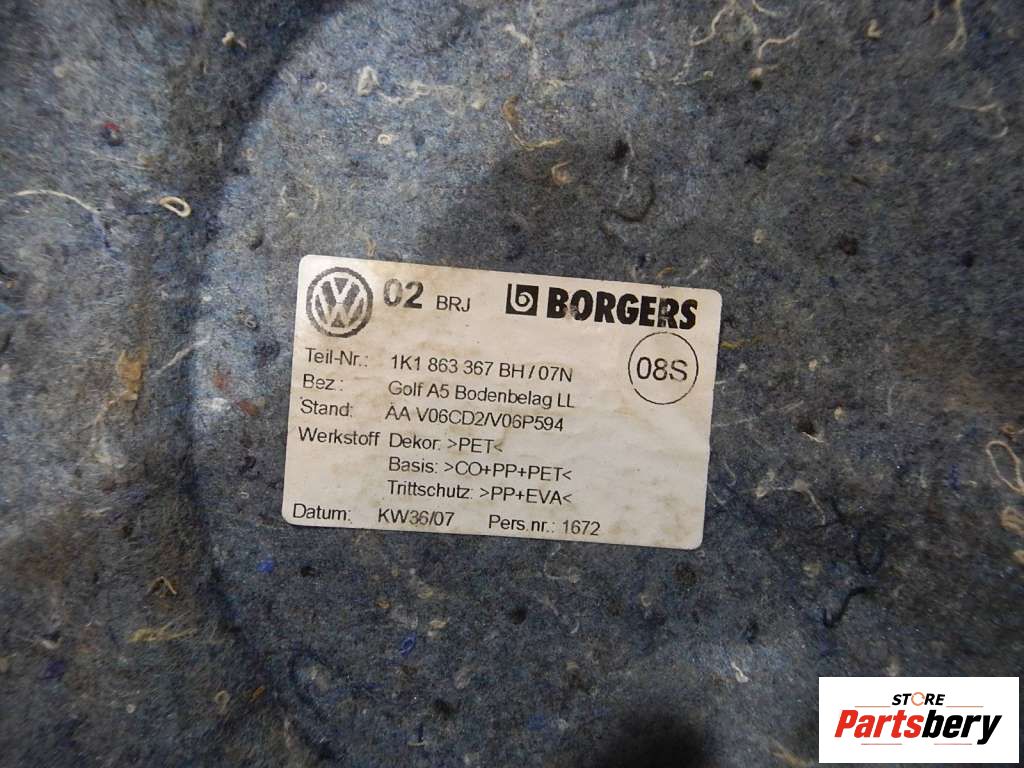 02 BRJ BORGERS
08S
Teil-Nr.: 1K1 863 367 BH / 07N
Bez.: Golf A5 Bodenbelag LL
Stand: AA V06CD2/V06P594
Werkstoff Dekor: >PET<
Basis: >CO+PP+PET<
Trittschutz: >PP+EVA<
Datum: KW36/07 Pers.nr.: 1672
STORE
Partsbery